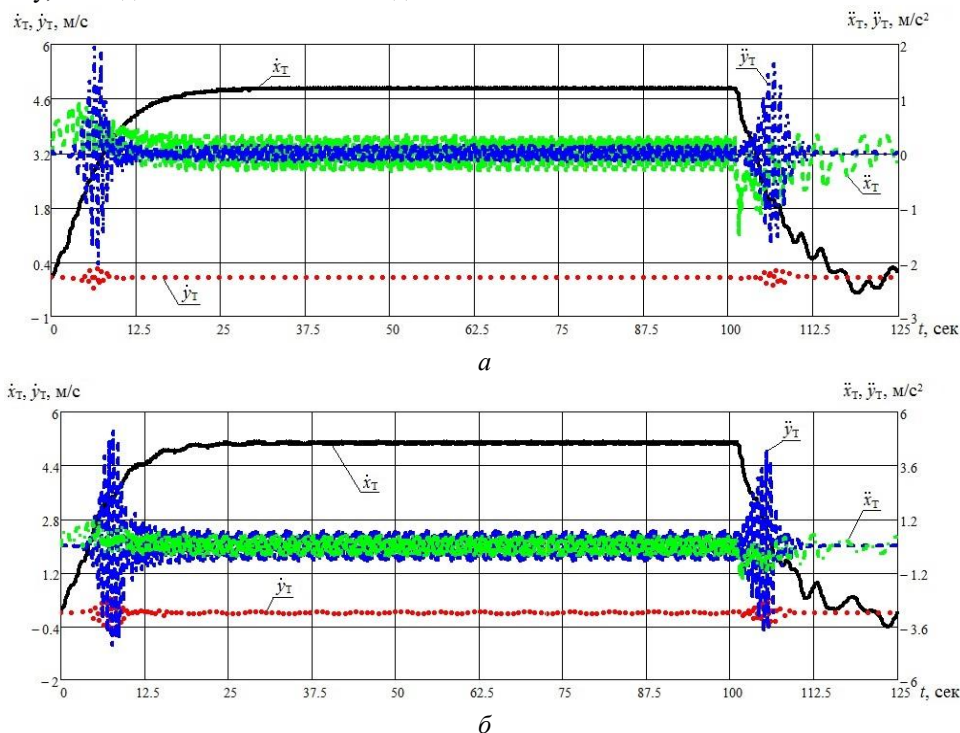 ẋт, ẏт, м/с
ẍт, ÿт, м/с²
6
4.6
3.2
1.8
0.4
−1
2
1
0
−1
−2
−3
ẋт
ÿт
ẍт
ẏт
0 12.5 25 37.5 50 62.5 75 87.5 100 112.5 125 t, сек
а
ẋт, ẏт, м/с
ẍт, ÿт, м/с²
6
4.4
2.8
1.2
−0.4
−2
6
3.6
1.2
−1.2
−3.6
−6
ÿт
ẋт
ẍт
ẏт
0 12.5 25 37.5 50 62.5 75 87.5 100 112.5 125 t, сек
б